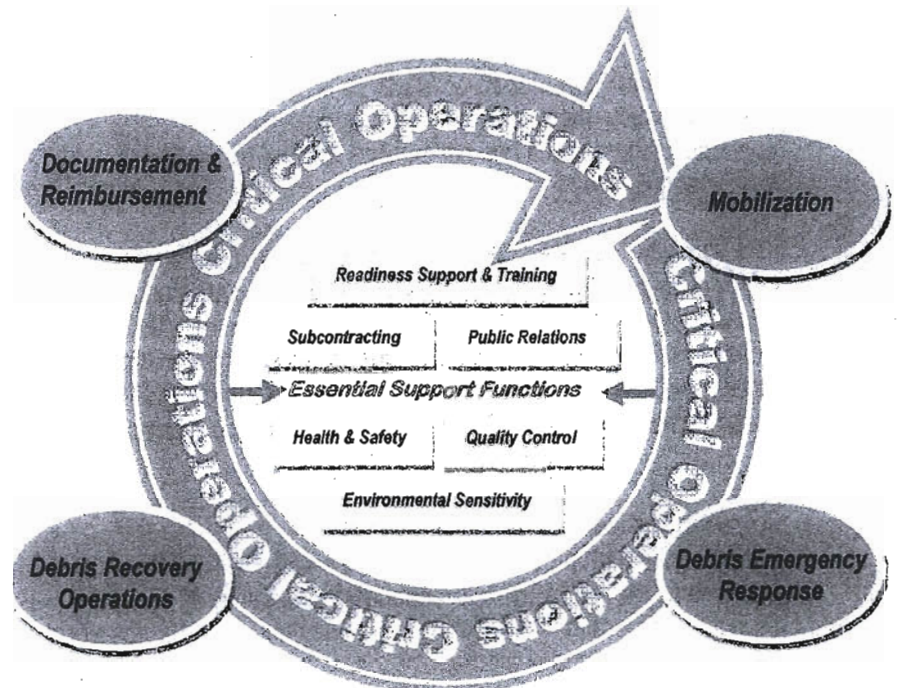 Critical Operations
Documentation &
Reimbursement
Mobilization
Readiness Support & Training
Subcontracting
Public Relations
Essential Support Functions
Health & Safety
Quality Control
Environmental Sensitivity
Critical Operations
Critical Operations
Debris Recovery
Operations
Debris Emergency
Response